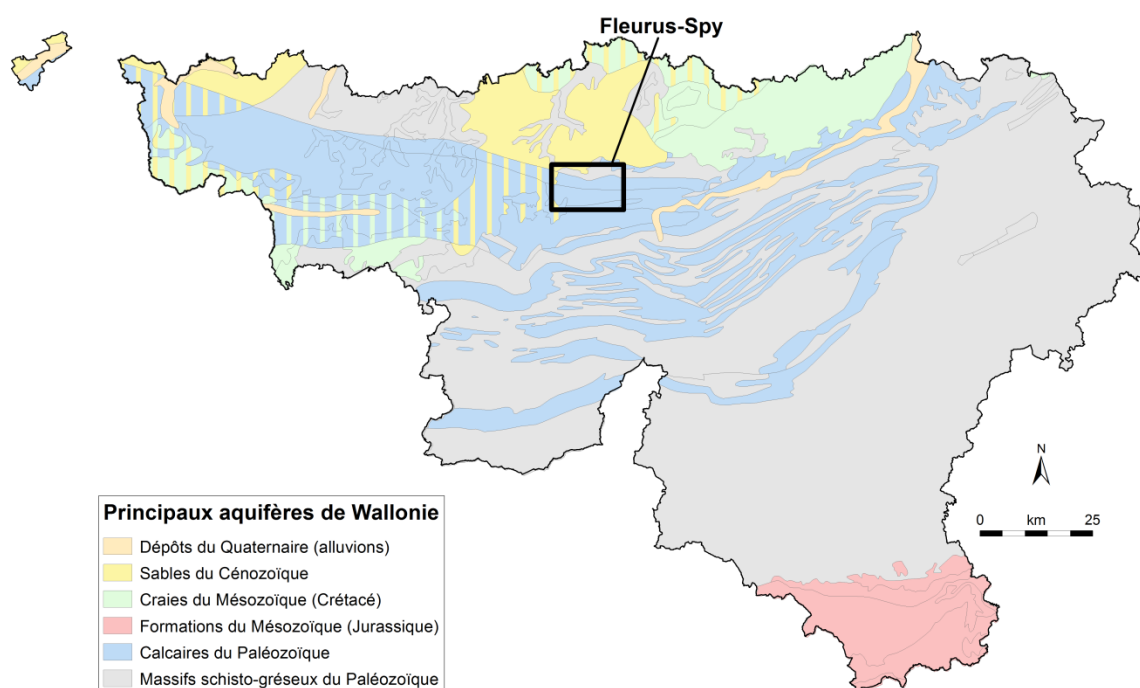 Fleurus-Spy
N
0 km 25
Principaux aquifères de Wallonie
Dépôts du Quaternaire (alluvions)
Sables du Cénozoïque
Craies du Mésozoïque (Crétacé)
Formations du Mésozoïque (Jurassique)
Calcaires du Paléozoïque
Massifs schisto-gréseux du Paléozoïque